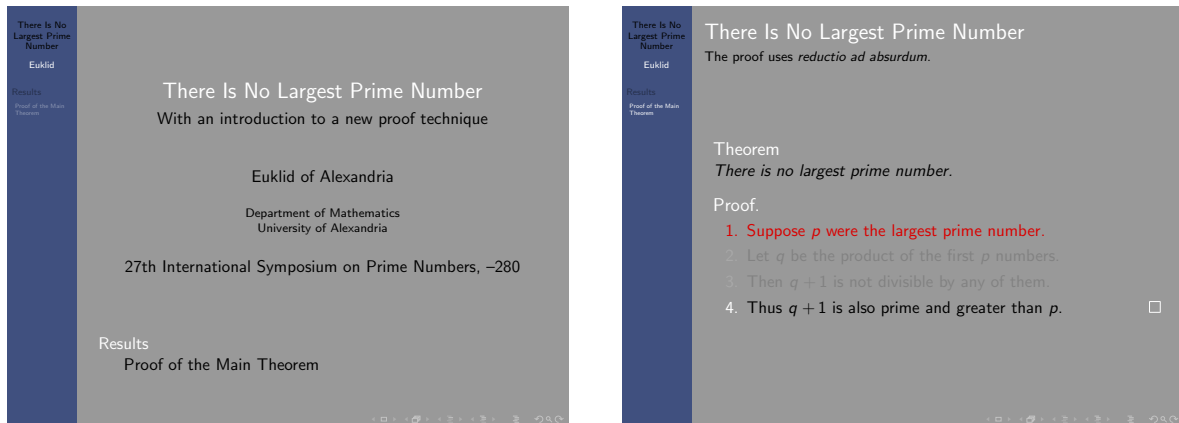 There Is No
Largest Prime
Number
Euklid
Results
Proof of the Main
Theorem
There Is No Largest Prime Number
With an introduction to a new proof technique
Euklid of Alexandria
Department of Mathematics
University of Alexandria
27th International Symposium on Prime Numbers, –280
Results
Proof of the Main Theorem
There Is No
Largest Prime
Number
Euklid
Results
Proof of the Main
Theorem
There Is No Largest Prime Number
The proof uses reductio ad absurdum.
Theorem
There is no largest prime number.
Proof.
1. Suppose p were the largest prime number.
2. Let q be the product of the first p numbers.
3. Then q + 1 is not divisible by any of them.
4. Thus q + 1 is also prime and greater than p.